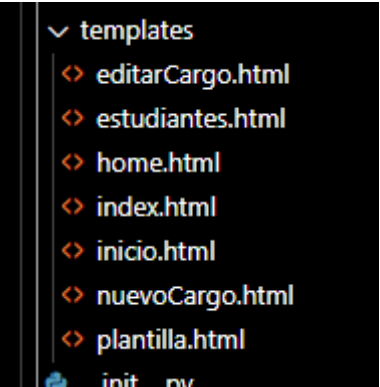 templates
editarCargo.html
estudiantes.html
home.html
index.html
inicio.html
nuevoCargo.html
plantilla.html